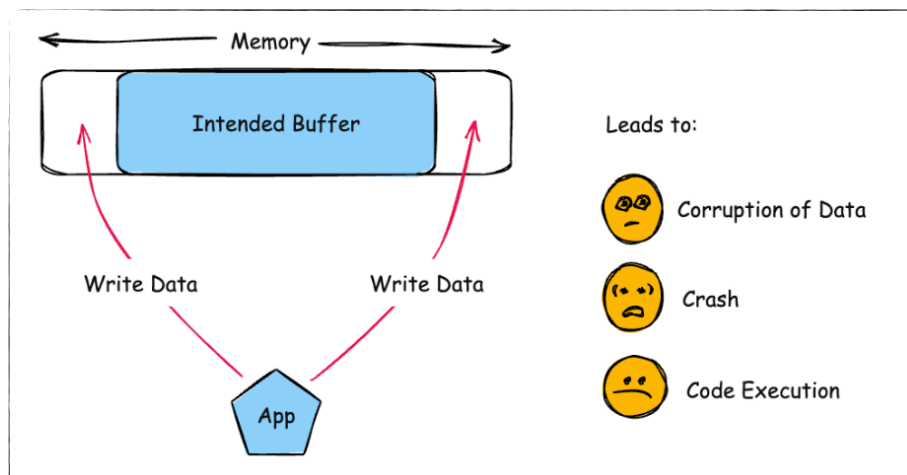 Memory
Intended Buffer
Write Data
Write Data
App
Leads to:
Corruption of Data
Crash
Code Execution